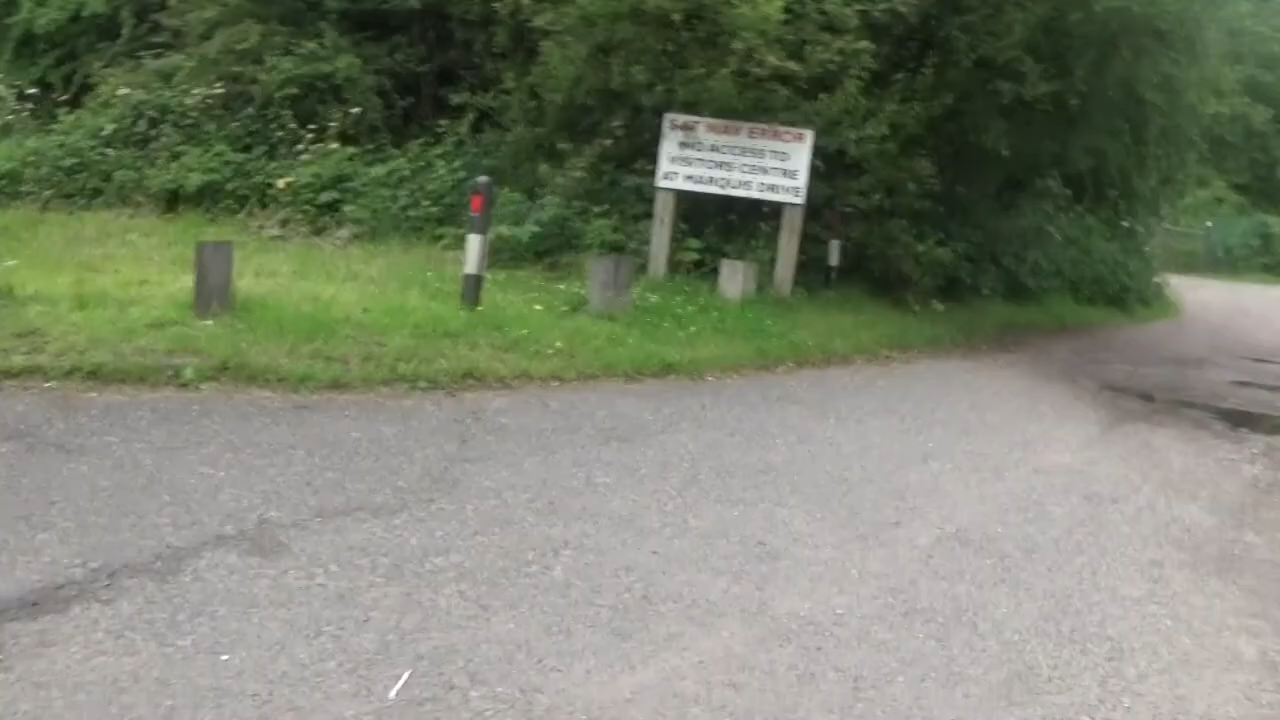 SAT NAV ERROR
NO ACCESS TO
VISITORS CENTRE
AT MARQUIS DRIVE